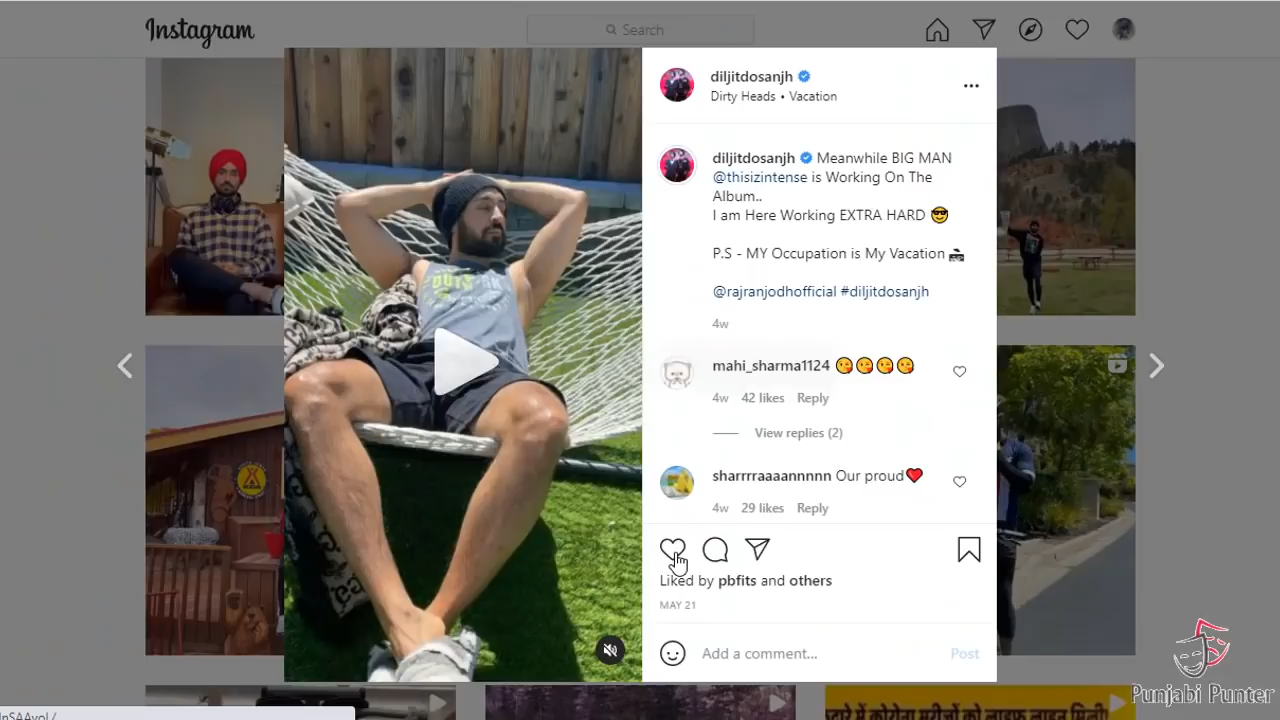 Instagram
Search
diljitdosanjh
Dirty Heads • Vacation
diljitdosanjh Meanwhile BIG MAN
@thisizintense is Working On The
Album..
I am Here Working EXTRA HARD 😎
P.S - MY Occupation is My Vacation
@rajranjodhofficial #diljitdosanjh
4w
mahi_sharma1124 😘😘😘😘
4w 42 likes Reply
View replies (2)
sharrrraaaannnnn Our proud❤️
4w 29 likes Reply
Liked by pbfits and others
MAY 21
Add a comment... Post
Punjabi Punter